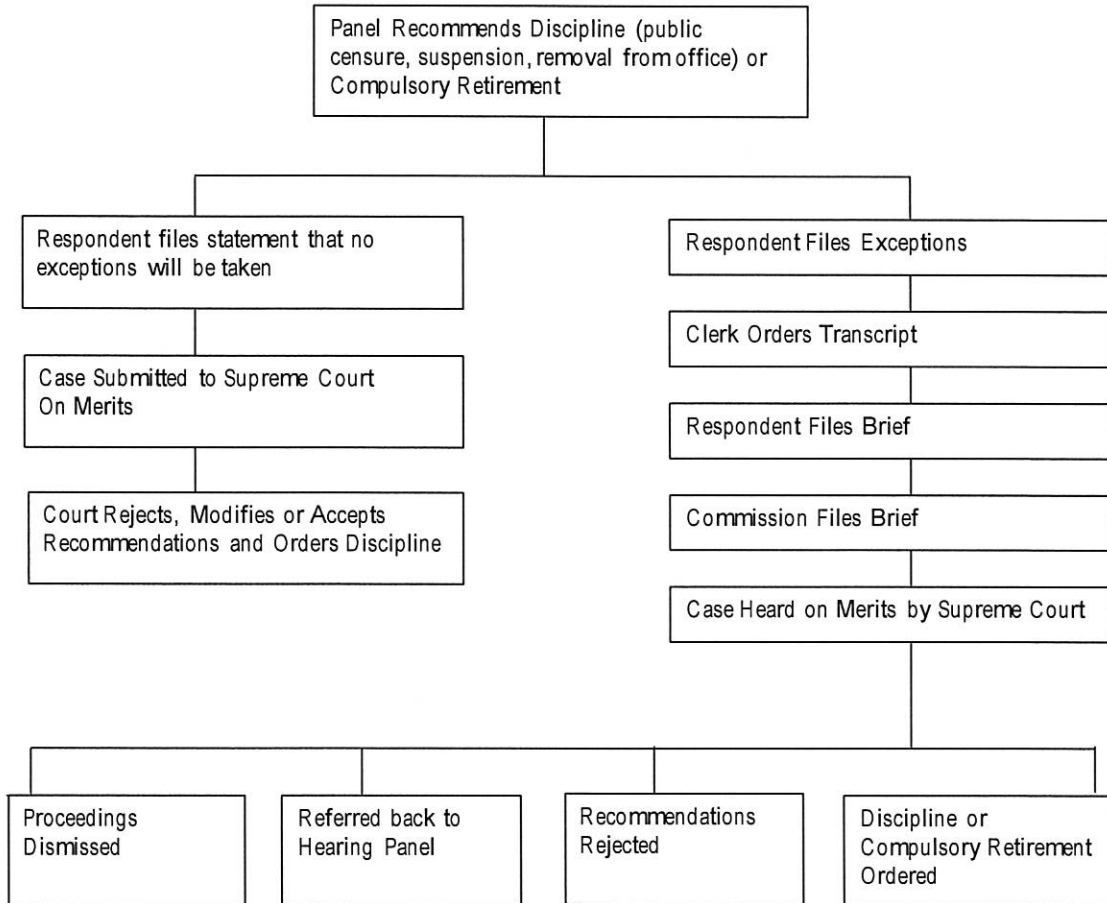 Panel Recommends Discipline (public
censure, suspension, removal from office) or
Compulsory Retirement
Respondent files statement that no
exceptions will be taken
Case Submitted to Supreme Court
On Merits
Court Rejects, Modifies or Accepts
Recommendations and Orders Discipline
Respondent Files Exceptions
Clerk Orders Transcript
Respondent Files Brief
Commission Files Brief
Case Heard on Merits by Supreme Court
Proceedings
Dismissed
Referred back to
Hearing Panel
Recommendations
Rejected
Discipline or
Compulsory Retirement
Ordered